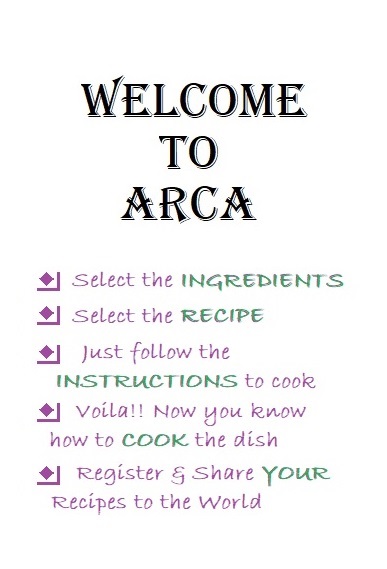 WELCOME
TO
ARCA
Select the INGREDIENTS
Select the RECIPE
Just follow the
INSTRUCTIONS to cook
Voila!! Now you know
how to COOK the dish
Register & Share YOUR
Recipes to the World